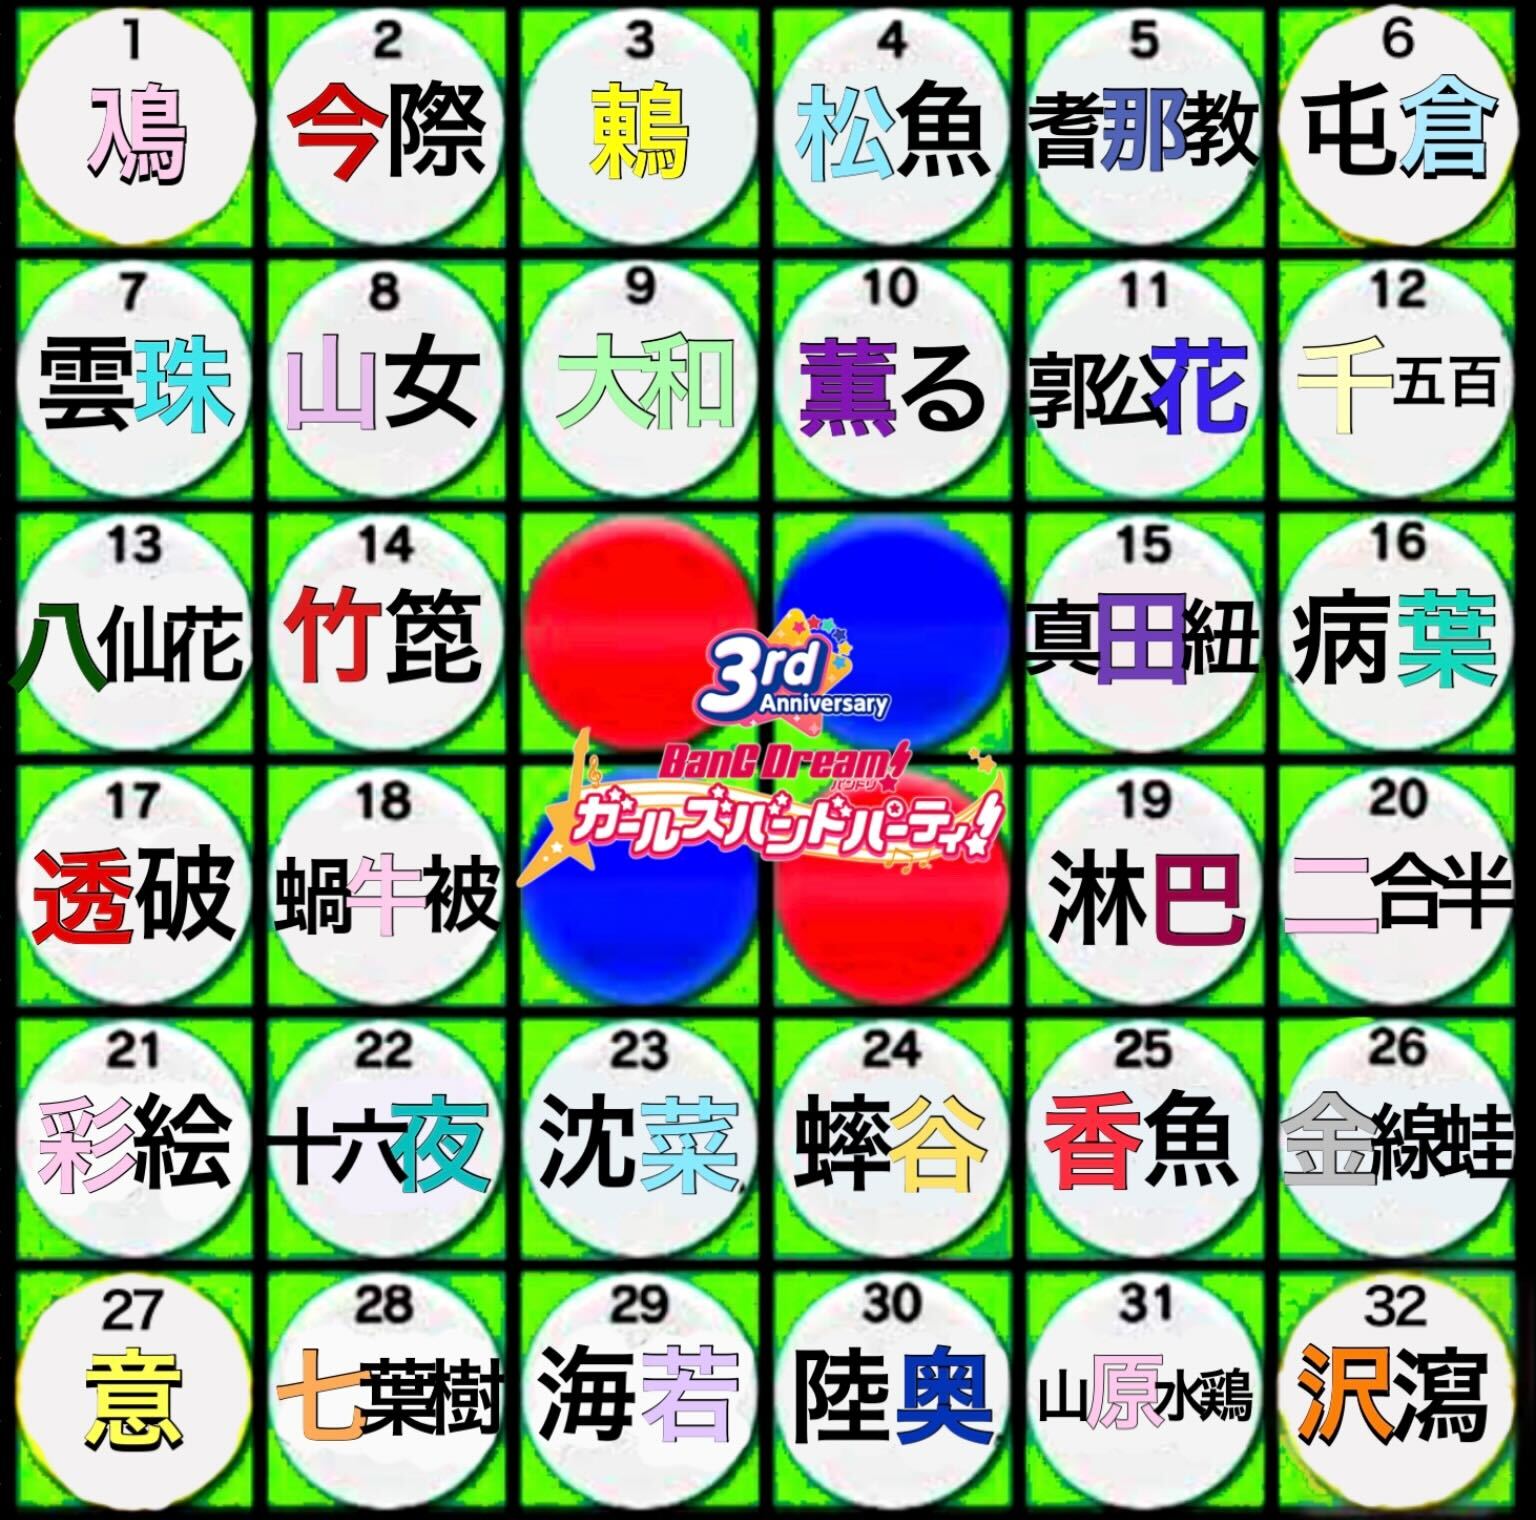 1 2 3 4 5 6
鳰 今際 鶫 松魚 耆那教 屯倉
7 8 9 10 11 12
雲珠 山女 大和 薫る 郭公花 千五百
13 14 15 16
八仙花 竹箆 真田紐 病葉
3rd
Anniversary
BanG Dream!
バンドリ
ガールズバンドパーティ!
17 18 19 20
透破 蝸牛被 淋巴 二合半
21 22 23 24 25 26
彩絵 十六夜 沈菜 蟀谷 香魚 金線蛙
27 28 29 30 31 32
意 七葉樹 海若 陸奥 山原水鶏 沢瀉